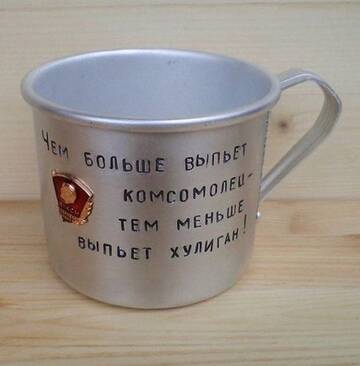 Чем больше выпьет
комсомолец-
тем меньше
выпьет хулиган!